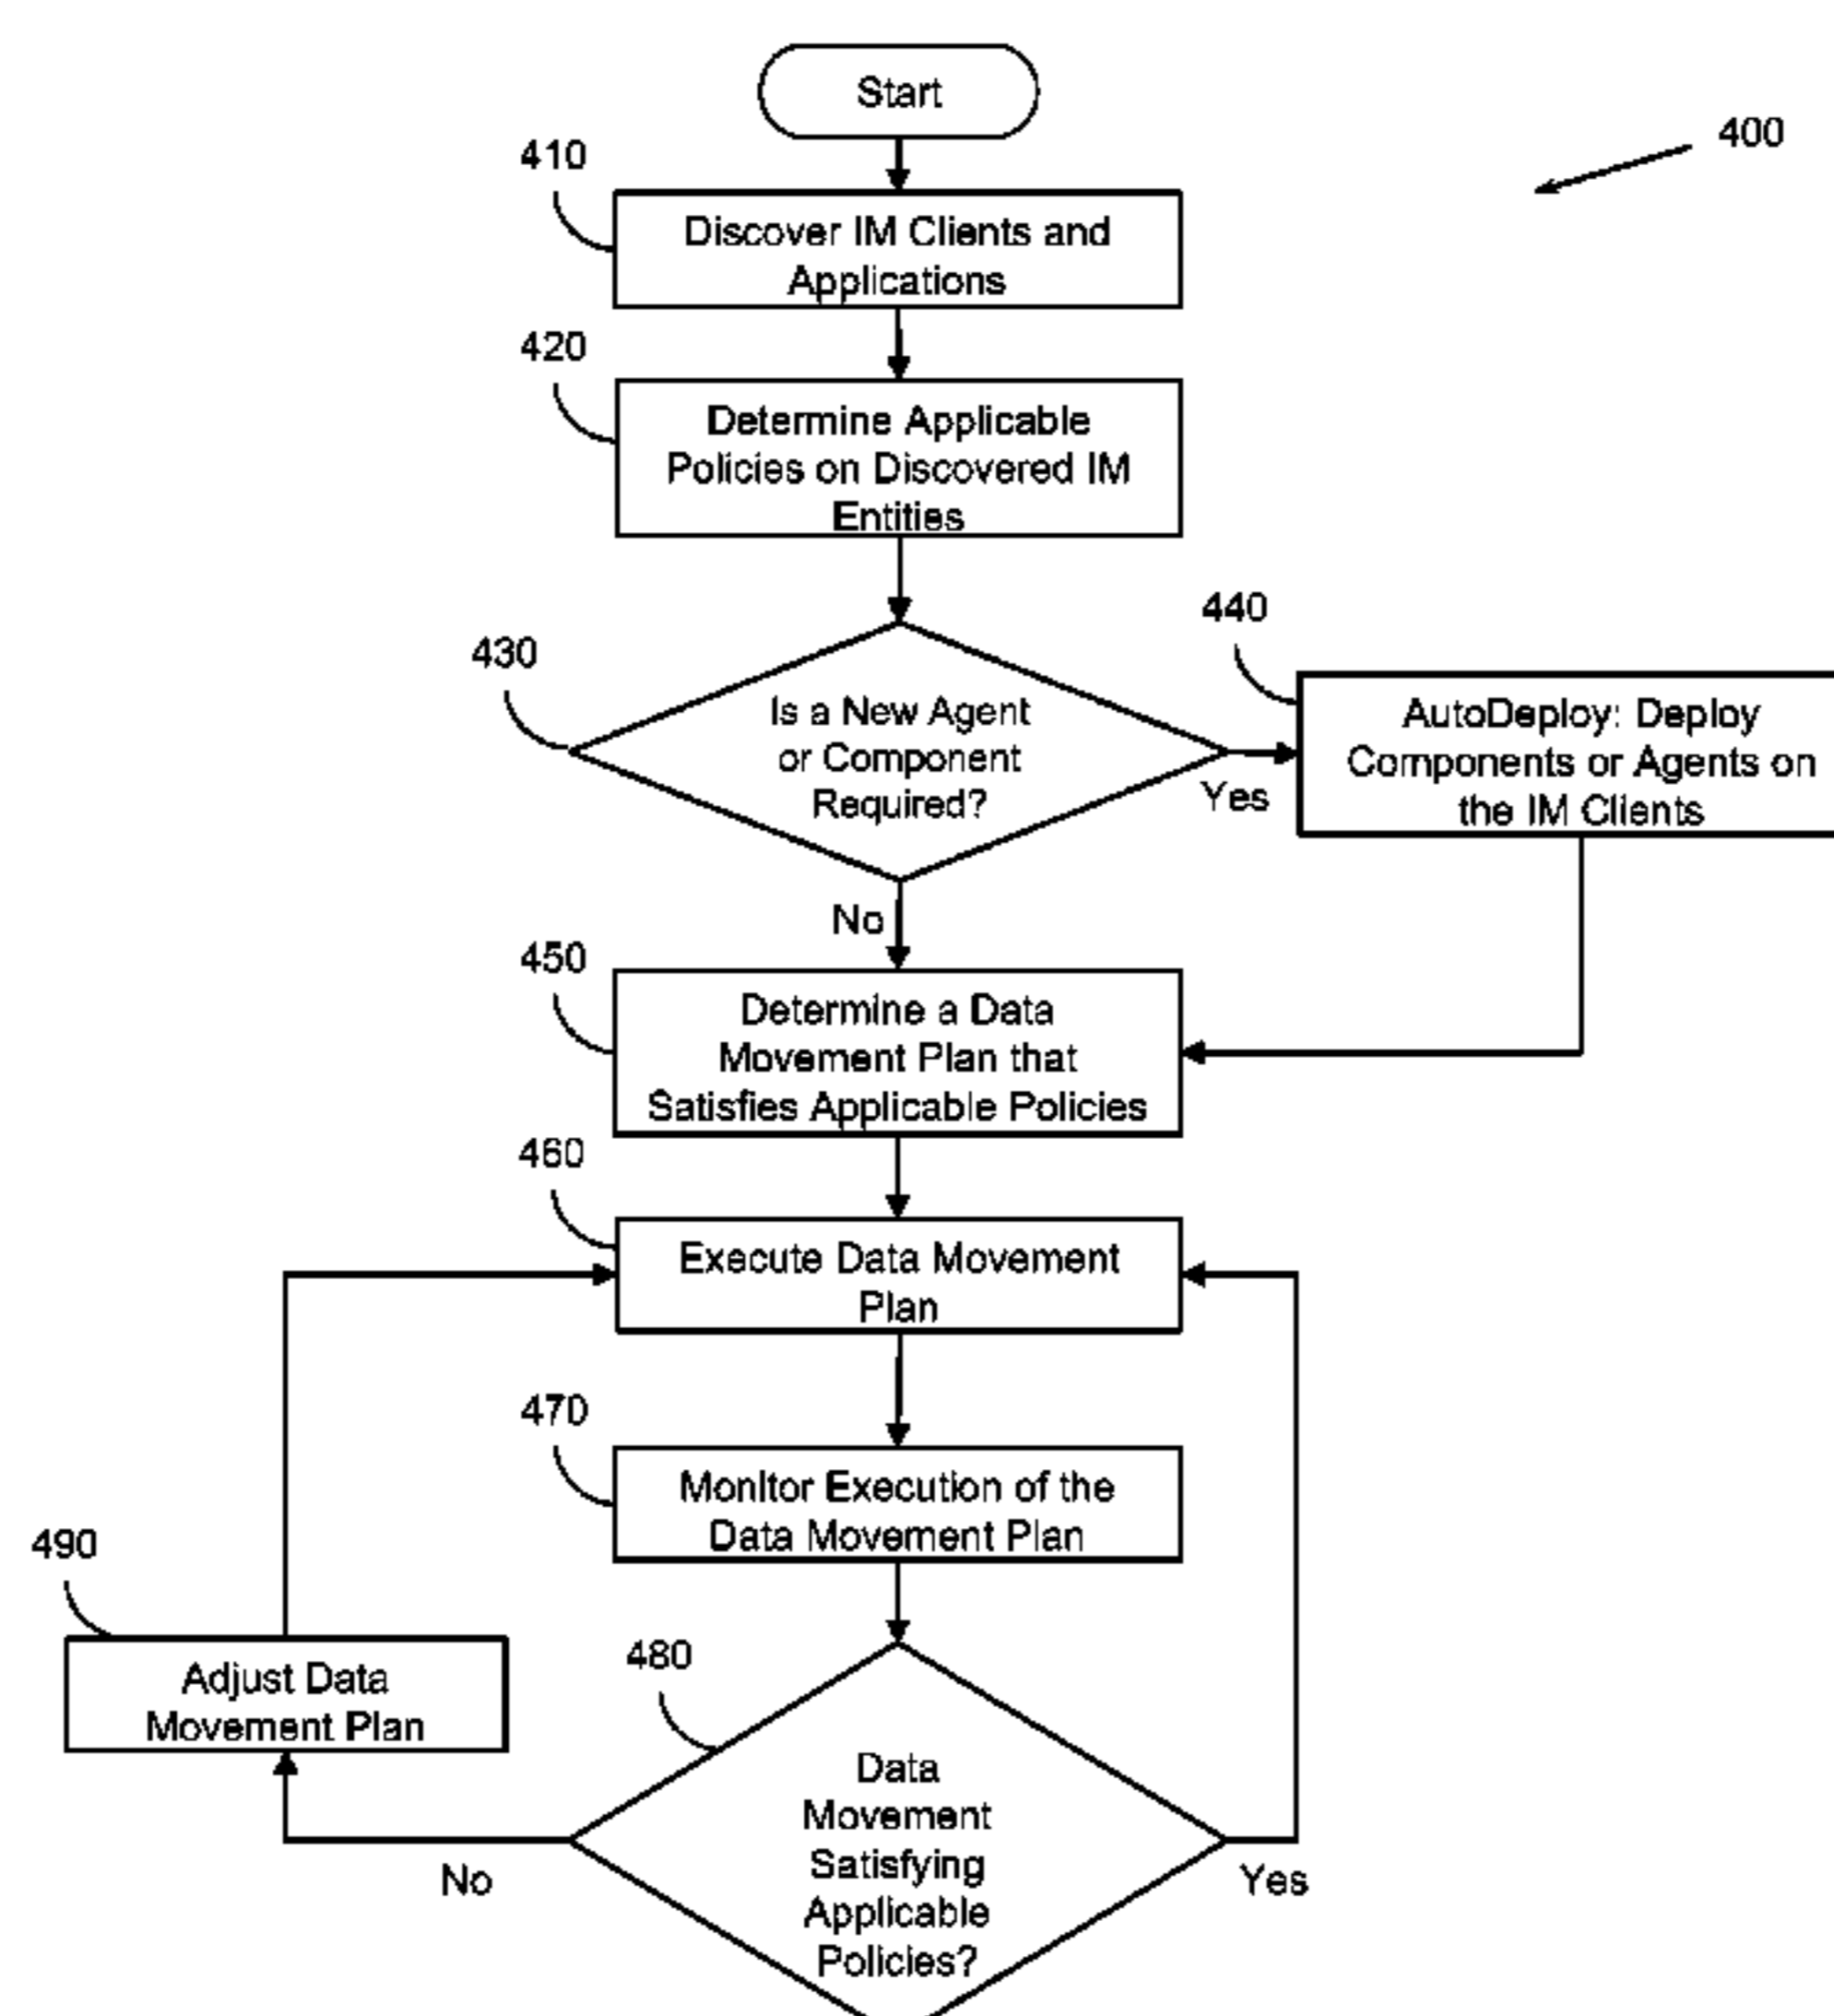 Start
400
410
Discover IM Clients and
Applications
420
Determine Applicable
Policies on Discovered IM
Entities
430
Is a New Agent
or Component
Required?
Yes
440
AutoDeploy: Deploy
Components or Agents on
the IM Clients
No
450
Determine a Data
Movement Plan that
Satisfies Applicable Policies
460
Execute Data Movement
Plan
470
Monitor Execution of the
Data Movement Plan
490
Adjust Data
Movement Plan
480
Data
Movement
Satisfying
Applicable
Policies?
No
Yes